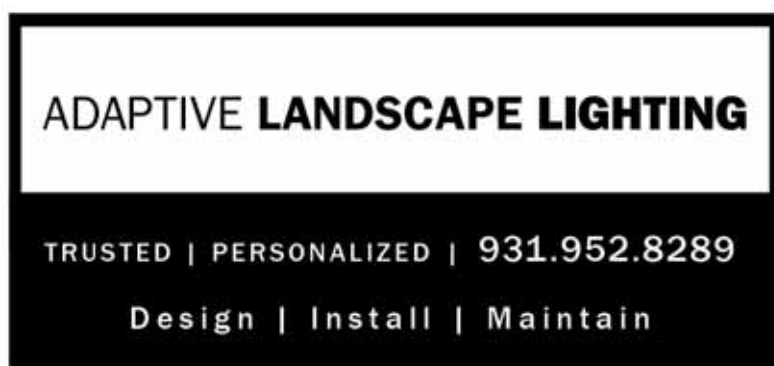 ADAPTIVE LANDSCAPE LIGHTING
TRUSTED | PERSONALIZED | 931.952.8289
Design | Install | Maintain